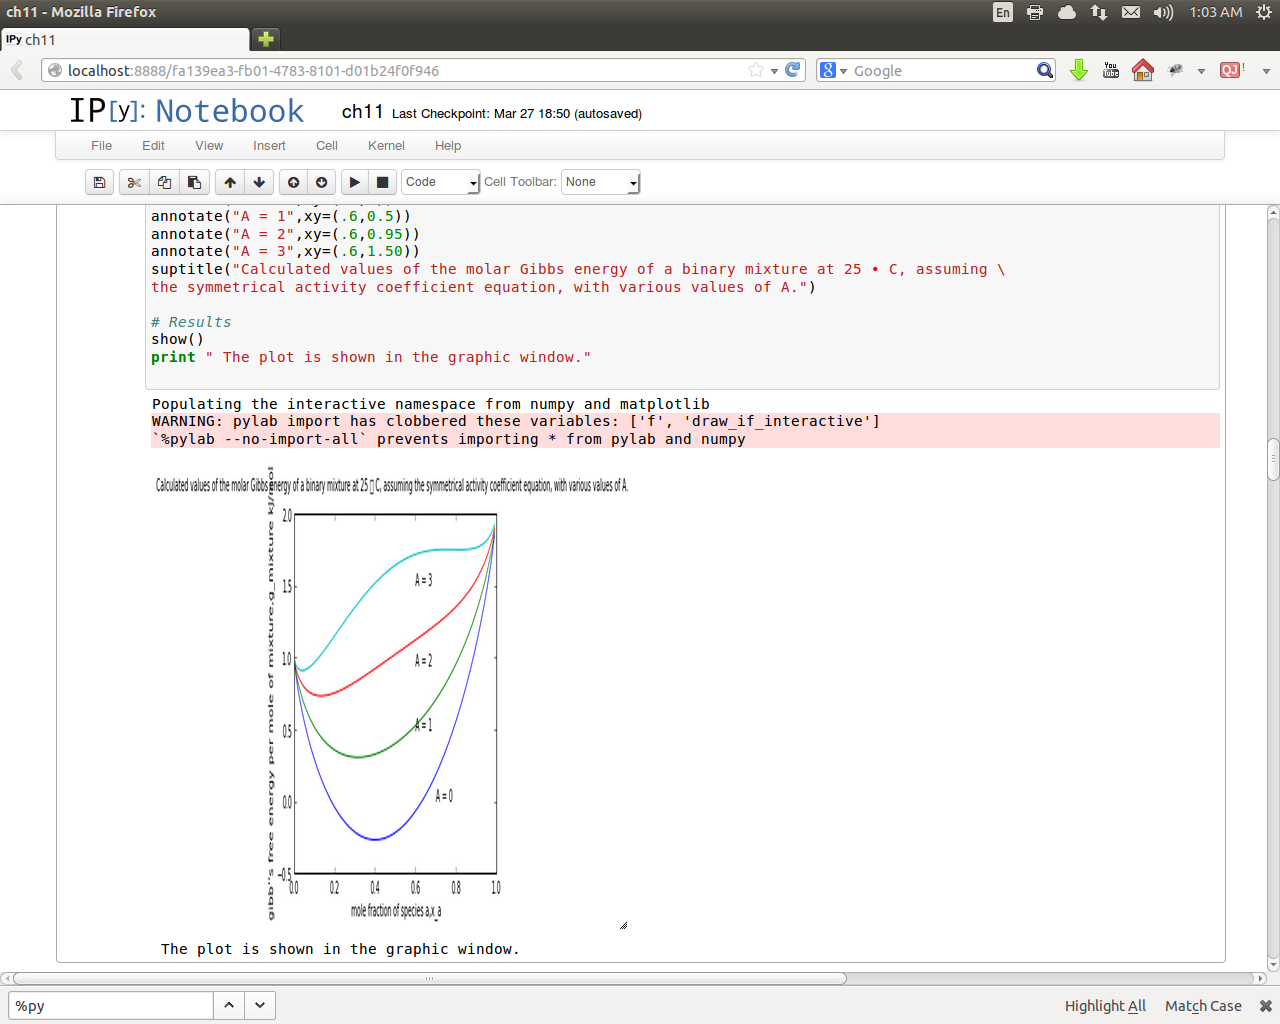 ch11 - Mozilla Firefox
En
1:03 AM
IPy ch11
localhost:8888/fa139ea3-fb01-4783-8101-d01b24f0f946
Google
IP[y]: Notebook
ch11 Last Checkpoint: Mar 27 18:50 (autosaved)
File Edit View Insert Cell Kernel Help
Code
Cell Toolbar: None
annotate("A = 1",xy=(.6,0.5))
annotate("A = 2",xy=(.6,0.95))
annotate("A = 3",xy=(.6,1.50))
suptitle("Calculated values of the molar Gibbs energy of a binary mixture at 25 • C, assuming \
the symmetrical activity coefficient equation, with various values of A.")
# Results
show()
print " The plot is shown in the graphic window."
Populating the interactive namespace from numpy and matplotlib
WARNING: pylab import has clobbered these variables: ['f', 'draw_if_interactive']
`%pylab --no-import-all` prevents importing * from pylab and numpy
Calculated values of the molar Gibbs energy of a binary mixture at 25 ▯ C, assuming the symmetrical activity coefficient equation, with various values of A.
gibb''s free energy per mole of mixture,g_mixture kJ/mol
2.0
1.5
1.0
0.5
0.0
−0.5
A = 3
A = 2
A = 1
A = 0
0.0 0.2 0.4 0.6 0.8 1.0
mole fraction of species a,x_a
The plot is shown in the graphic window.
%py
Highlight All Match Case